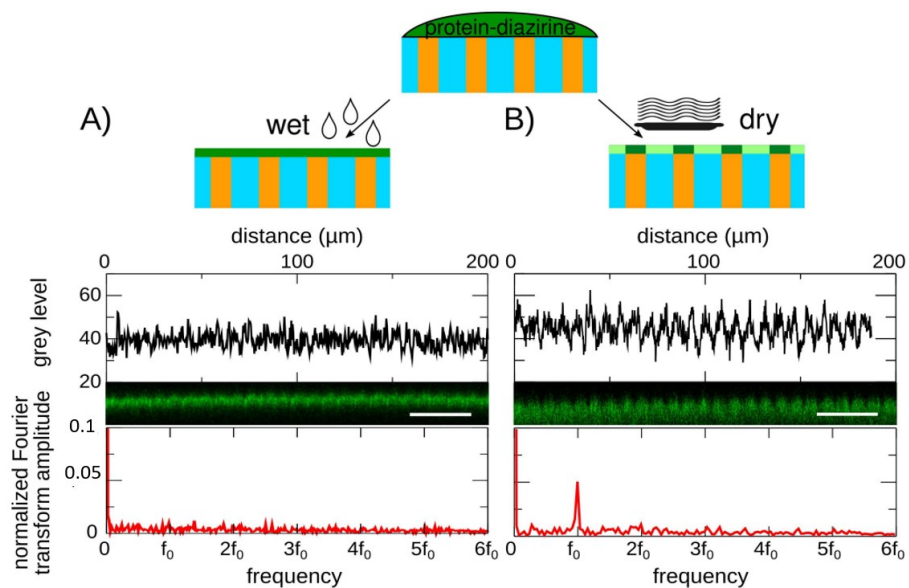 protein-diazirine
A) wet B) dry
distance (µm) distance (µm)
0 100 200 0 100 200
60
40
20
grey level
0.1
0.05
0
normalized Fourier
transform amplitude
0 f₀ 2f₀ 3f₀ 4f₀ 5f₀ 6f₀ 0 f₀ 2f₀ 3f₀ 4f₀ 5f₀ 6f₀
frequency frequency